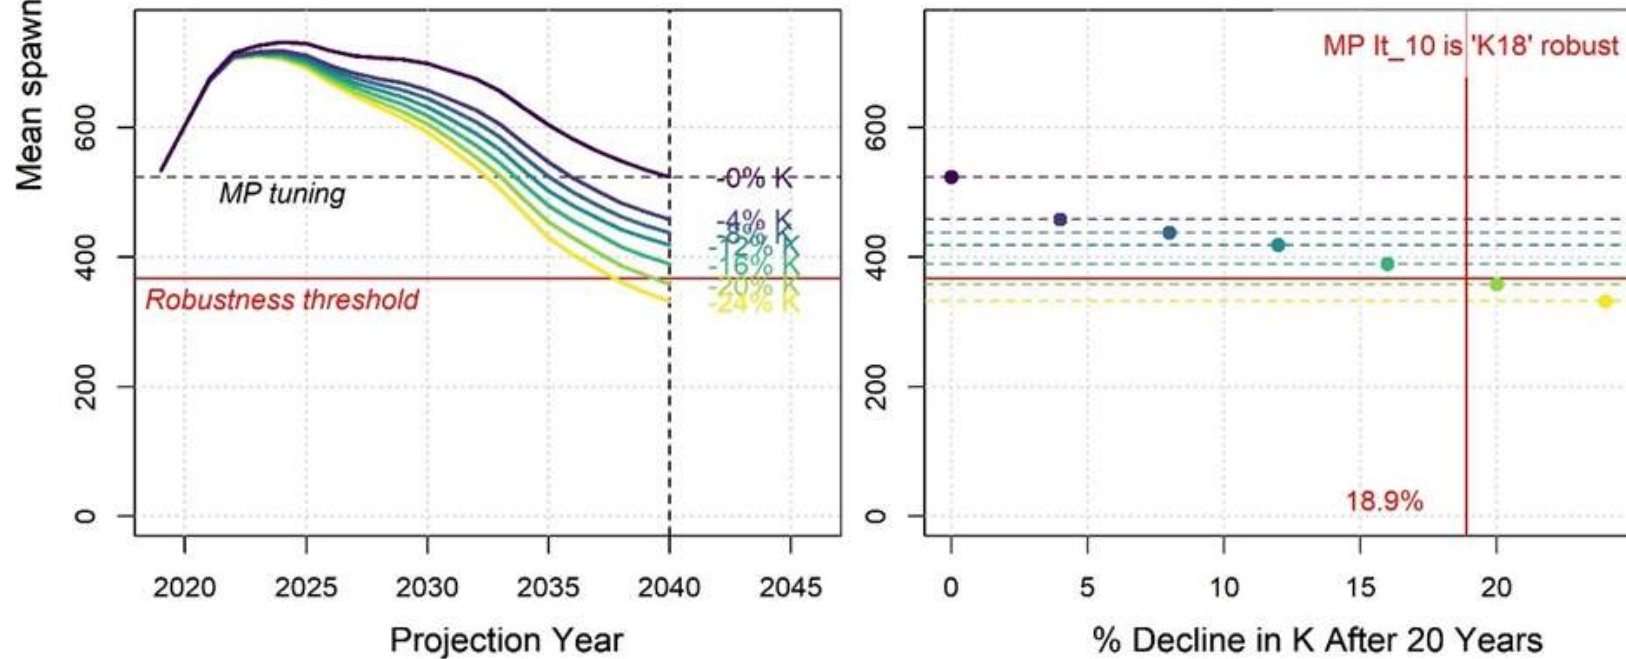 Mean spawn
600
400
200
0
MP tuning
Robustness threshold
-0% K
-4% K
-8% K
-12% K
-16% K
-20% K
-24% K
2020 2025 2030 2035 2040 2045
Projection Year
600
400
200
0
MP It_10 is 'K18' robust
18.9%
0 5 10 15 20
% Decline in K After 20 Years